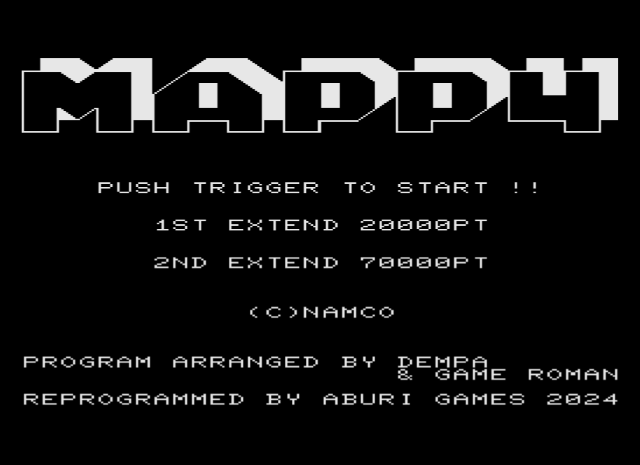 MAPPY
PUSH TRIGGER TO START !!
1ST EXTEND 20000PT
2ND EXTEND 70000PT
(C)NAMCO
PROGRAM ARRANGED BY DEMPA
& GAME ROMAN
REPROGRAMMED BY ABURI GAMES 2024